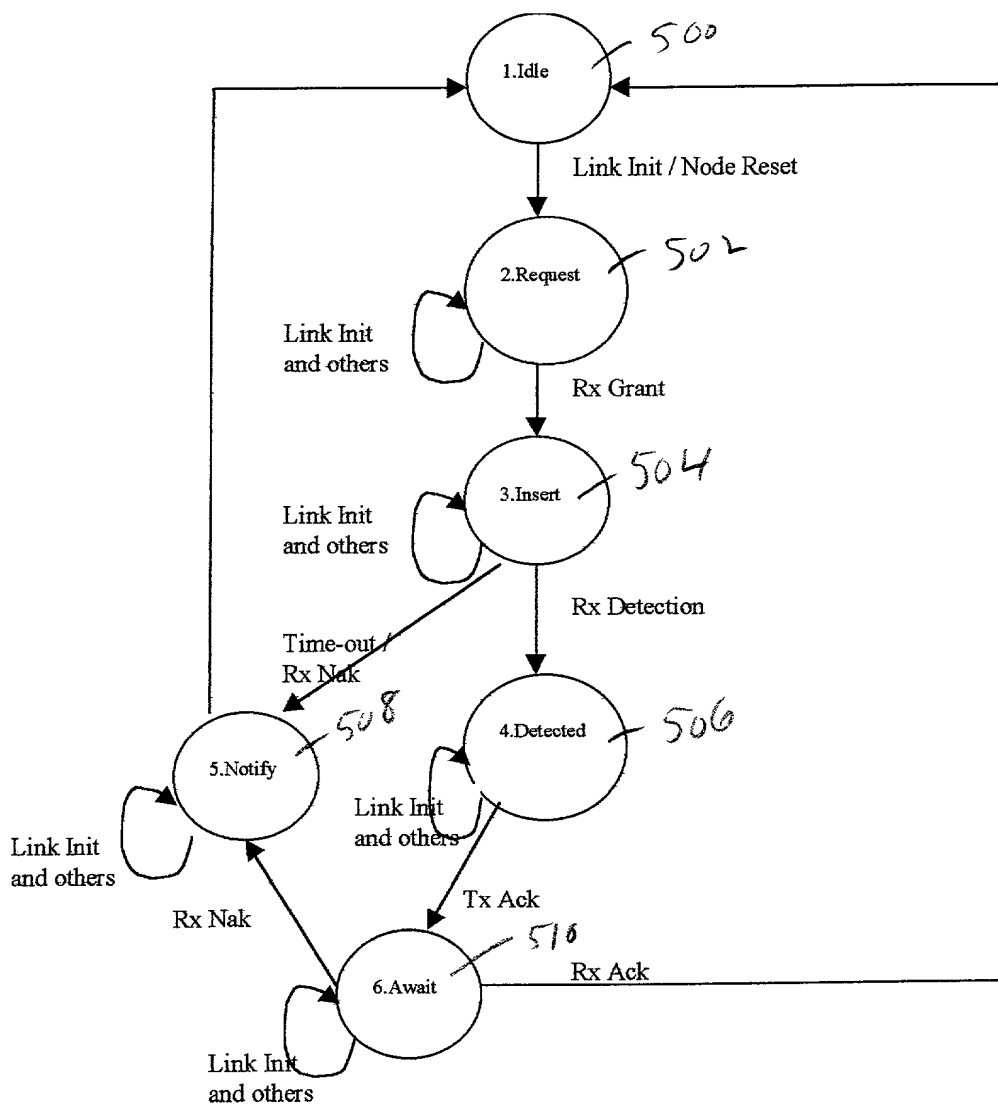 500
1.Idle
Link Init / Node Reset
502
2.Request
Link Init
and others
Rx Grant
504
3.Insert
Link Init
and others
Rx Detection
Time-out /
Rx Nak
508
506
4.Detected
5.Notify
Link Init
and others
Link Init
and others
Tx Ack
Rx Nak
510
Rx Ack
6.Await
Link Init
and others